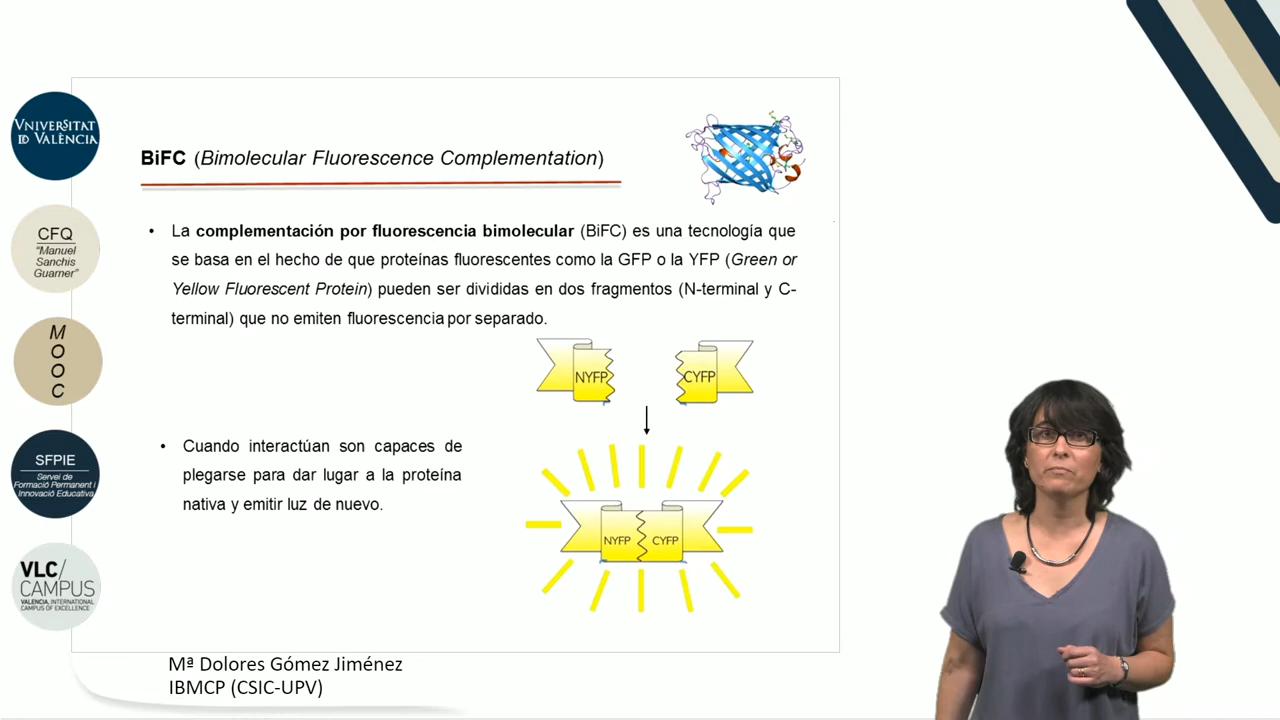 VNIVERSITAT
ID VALÈNCIA
CFQ
"Manuel
Sanchis
Guarner"
M
O
O
C
SFPIE
Servei de
Formació Permanent i
Innovació Educativa
VLC/
CAMPUS
VALENCIA, INTERNATIONAL
CAMPUS OF EXCELLENCE
BiFC (Bimolecular Fluorescence Complementation)
• La complementación por fluorescencia bimolecular (BiFC) es una tecnología que
se basa en el hecho de que proteínas fluorescentes como la GFP o la YFP (Green or
Yellow Fluorescent Protein) pueden ser divididas en dos fragmentos (N-terminal y C-
terminal) que no emiten fluorescencia por separado.
NYFP CYFP
• Cuando interactúan son capaces de
plegarse para dar lugar a la proteína
nativa y emitir luz de nuevo.
NYFP CYFP
Mª Dolores Gómez Jiménez
IBMCP (CSIC-UPV)